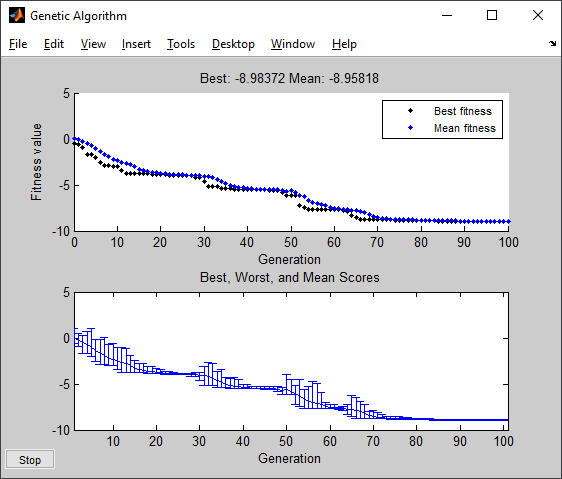 Genetic Algorithm
File Edit View Insert Tools Desktop Window Help
Best: -8.98372 Mean: -8.95818
5
0
-5
-10
Fitness value
Best fitness
Mean fitness
0 10 20 30 40 50 60 70 80 90 100
Generation
Best, Worst, and Mean Scores
5
0
-5
-10
10 20 30 40 50 60 70 80 90 100
Generation
Stop